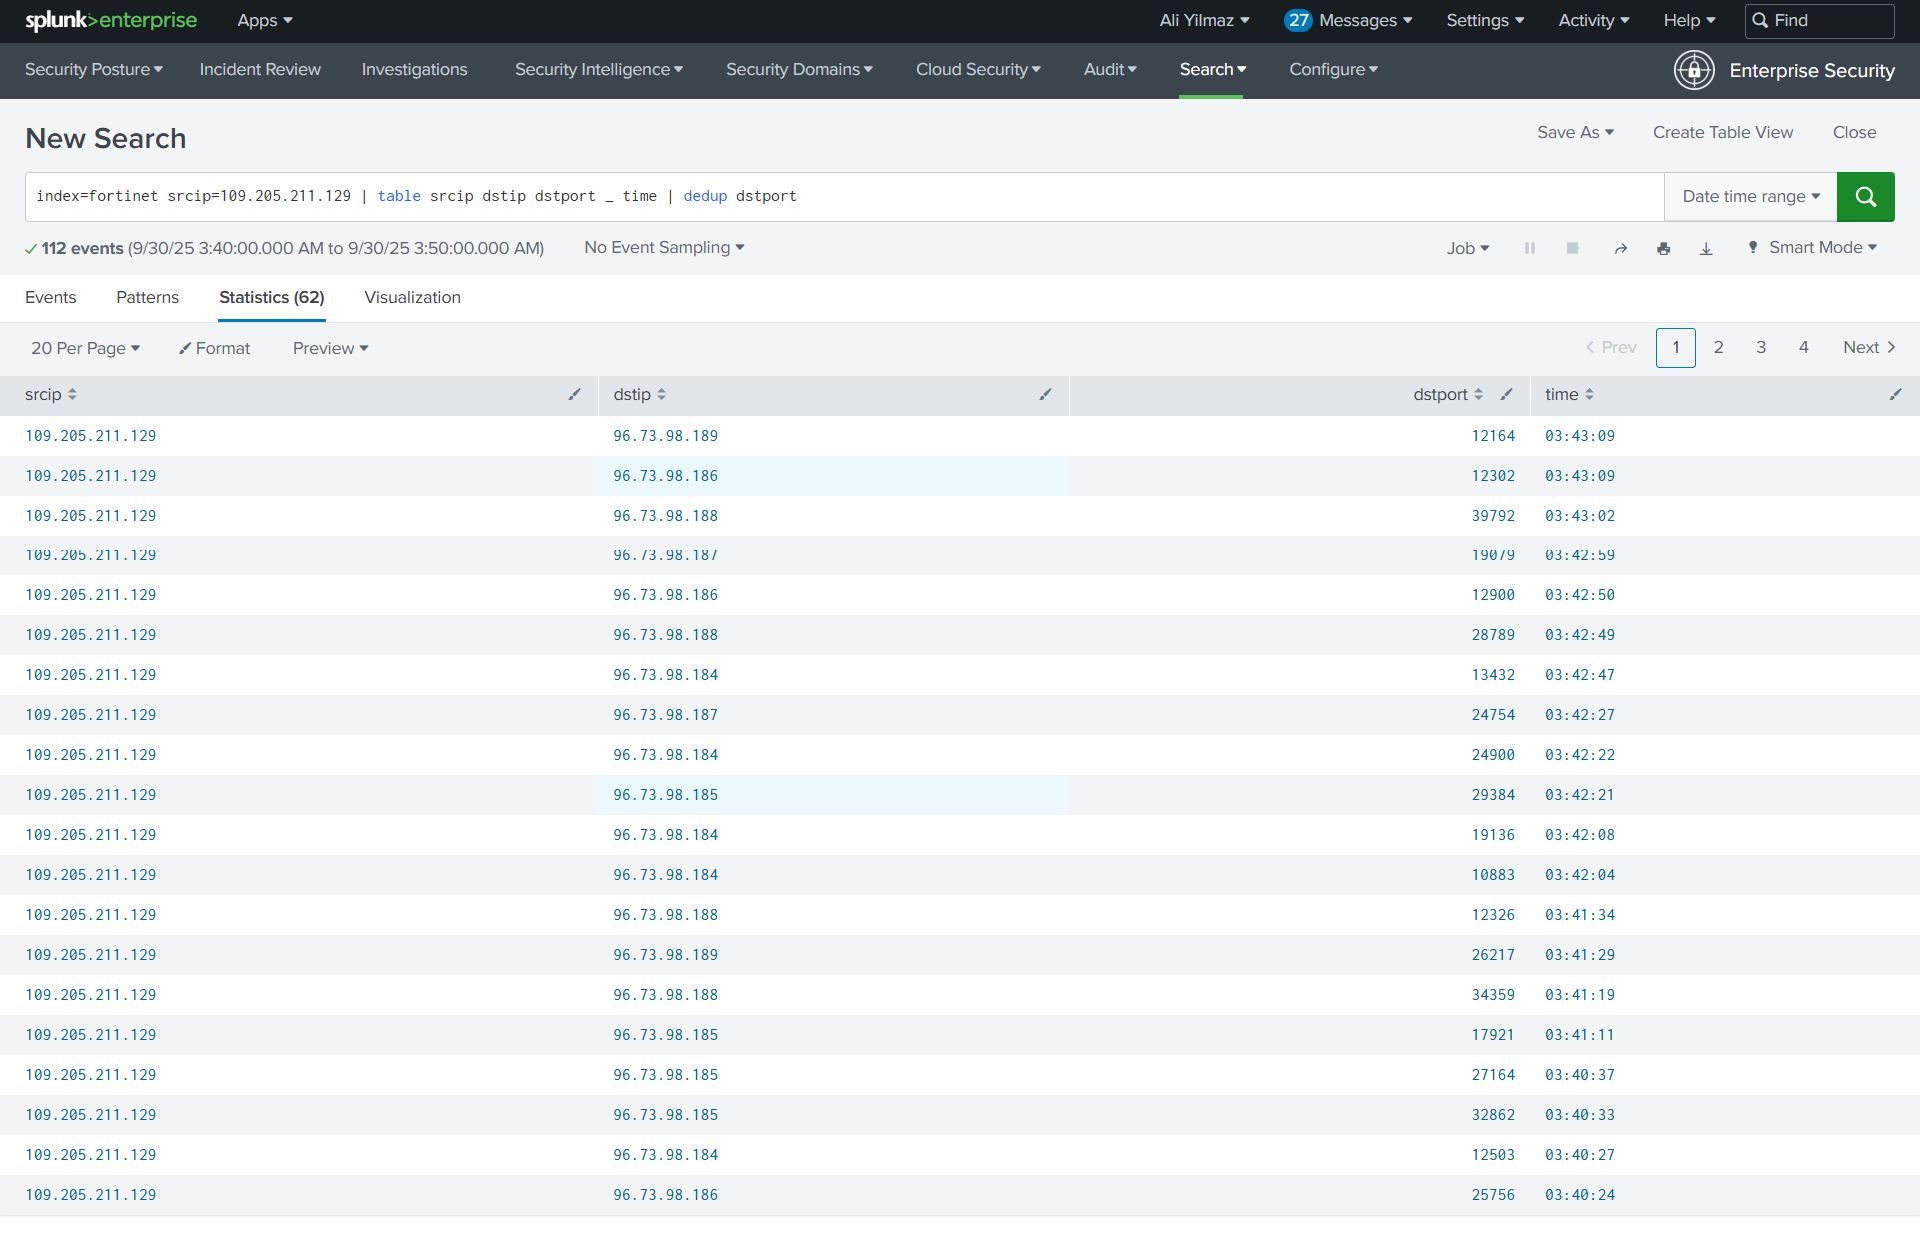 splunk>enterprise Apps Ali Yilmaz 27 Messages Settings Activity Help Find
Security Posture Incident Review Investigations Security Intelligence Security Domains Cloud Security Audit Search Configure Enterprise Security
New Search Save As Create Table View Close
index=fortinet srcip=109.205.211.129 | table srcip dstip dstport _ time | dedup dstport Date time range
112 events (9/30/25 3:40:00.000 AM to 9/30/25 3:50:00.000 AM) No Event Sampling Job Smart Mode
Events Patterns Statistics (62) Visualization
20 Per Page Format Preview < Prev 1 2 3 4 Next >
srcip dstip dstport time
109.205.211.129 96.73.98.189 12164 03:43:09
109.205.211.129 96.73.98.186 12302 03:43:09
109.205.211.129 96.73.98.188 39792 03:43:02
109.205.211.129 96.73.98.187 19079 03:42:59
109.205.211.129 96.73.98.186 12900 03:42:50
109.205.211.129 96.73.98.188 28789 03:42:49
109.205.211.129 96.73.98.184 13432 03:42:47
109.205.211.129 96.73.98.187 24754 03:42:27
109.205.211.129 96.73.98.184 24900 03:42:22
109.205.211.129 96.73.98.185 29384 03:42:21
109.205.211.129 96.73.98.184 19136 03:42:08
109.205.211.129 96.73.98.184 10883 03:42:04
109.205.211.129 96.73.98.188 12326 03:41:34
109.205.211.129 96.73.98.189 26217 03:41:29
109.205.211.129 96.73.98.188 34359 03:41:19
109.205.211.129 96.73.98.185 17921 03:41:11
109.205.211.129 96.73.98.185 27164 03:40:37
109.205.211.129 96.73.98.185 32862 03:40:33
109.205.211.129 96.73.98.184 12503 03:40:27
109.205.211.129 96.73.98.186 25756 03:40:24